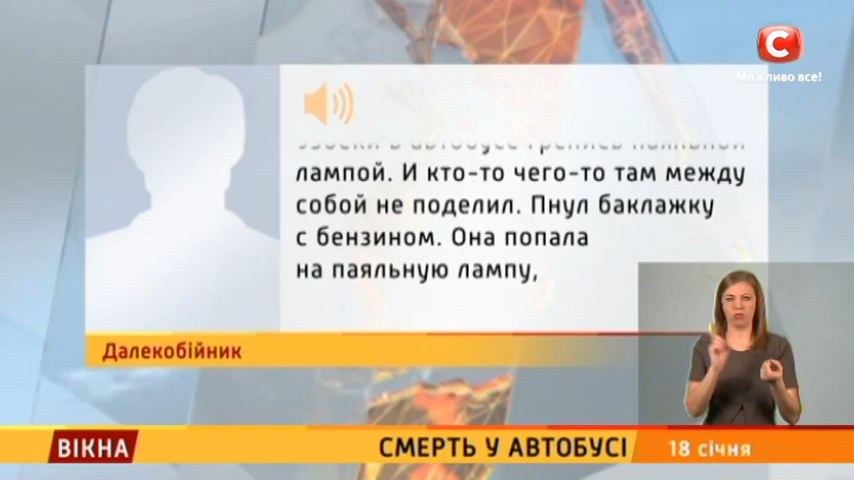 С
Можливо все!
лампой. И кто-то чего-то там между
собой не поделил. Пнул баклажку
с бензином. Она попала
на паяльную лампу,
Далекобійник
ВІКНА СМЕРТЬ У АВТОБУСІ 18 січня